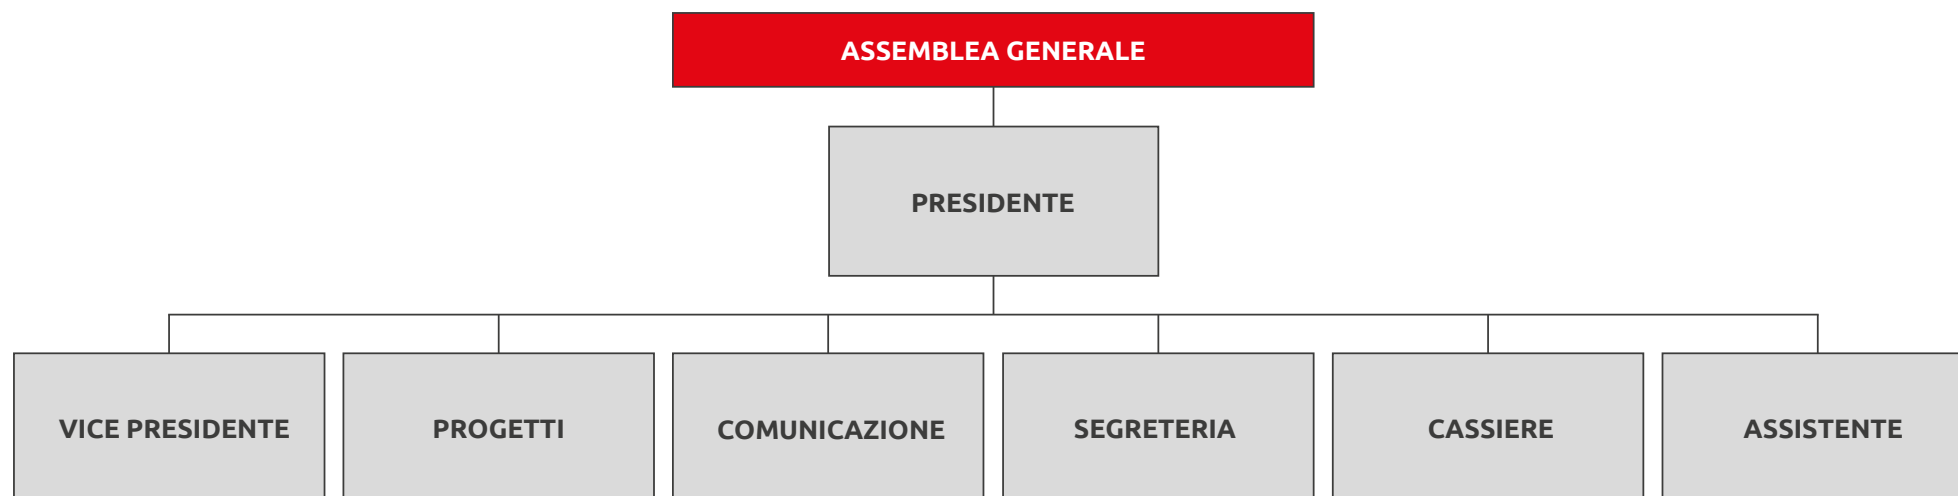 ASSEMBLEA GENERALE
PRESIDENTE
VICE PRESIDENTE
PROGETTI
COMUNICAZIONE
SEGRETERIA
CASSIERE
ASSISTENTE